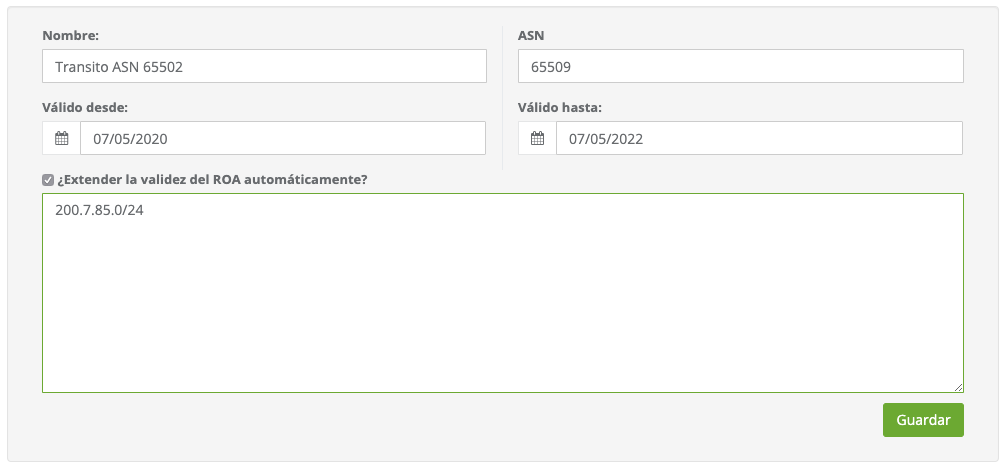 Nombre:
ASN
Transito ASN 65502
65509
Válido desde:
Válido hasta:
07/05/2020
07/05/2022
¿Extender la validez del ROA automáticamente?
200.7.85.0/24
Guardar